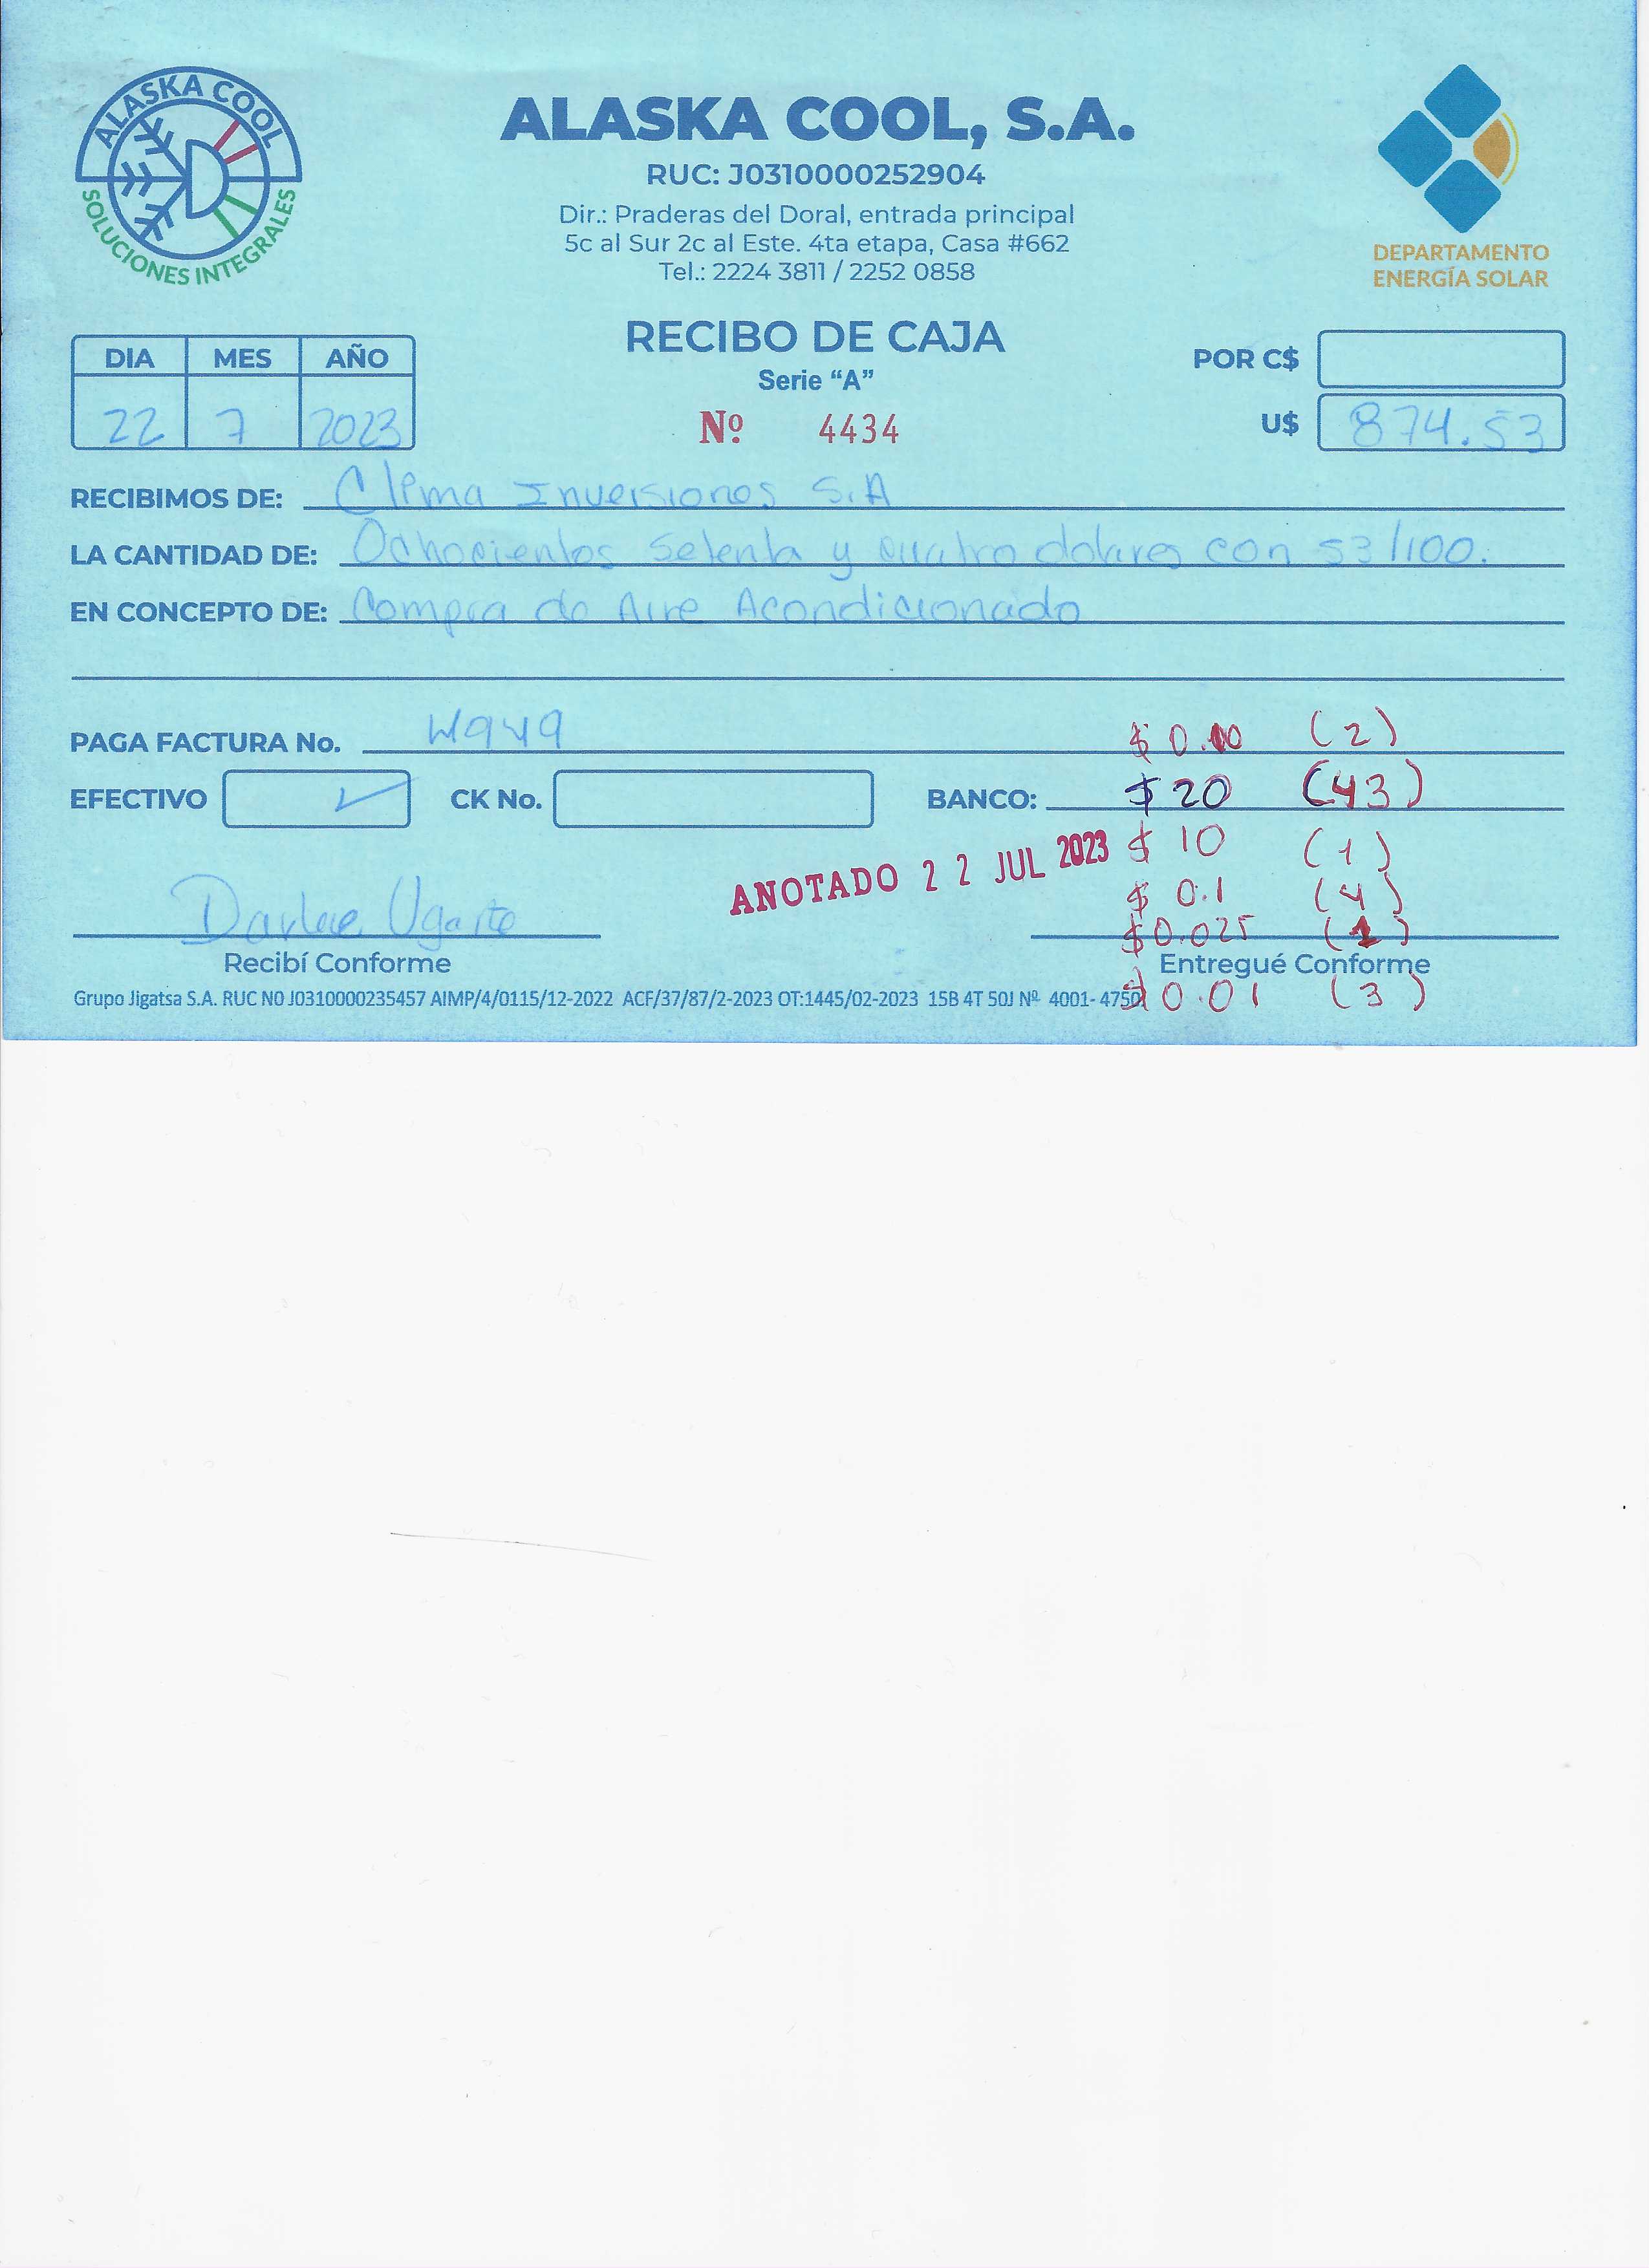 ALASKA COOL
SOLUCIONES INTEGRALES
ALASKA COOL, S.A.
RUC: J0310000252904
Dir.: Praderas del Doral, entrada principal
5c al Sur 2c al Este. 4ta etapa, Casa #662
Tel.: 2224 3811 / 2252 0858
DEPARTAMENTO
ENERGÍA SOLAR
RECIBO DE CAJA
Serie “A”
Nº 4434
DIA MES AÑO
22 7 2023
POR C$
U$ 874.53
RECIBIMOS DE: Clima Inversiones S.A
LA CANTIDAD DE: Ochocientos Setenta y cuatro dolares con 53/100.
EN CONCEPTO DE: Compra de Aire Acondicionado
PAGA FACTURA No. 4949
$ 0.10 (2)
EFECTIVO ✓ CK No. BANCO: $ 20 (43)
ANOTADO 22 JUL 2023
$ 10 (1)
$ 0.1 (4)
$0.025 (1)
Ugarte
Recibí Conforme
Entregué Conforme
Grupo Jigatsa S.A. RUC N0 J0310000235457 AIMP/4/0115/12-2022 ACF/37/87/2-2023 OT:1445/02-2023 15B 4T 50J Nº 4001-4750
$ 0.01 (3)